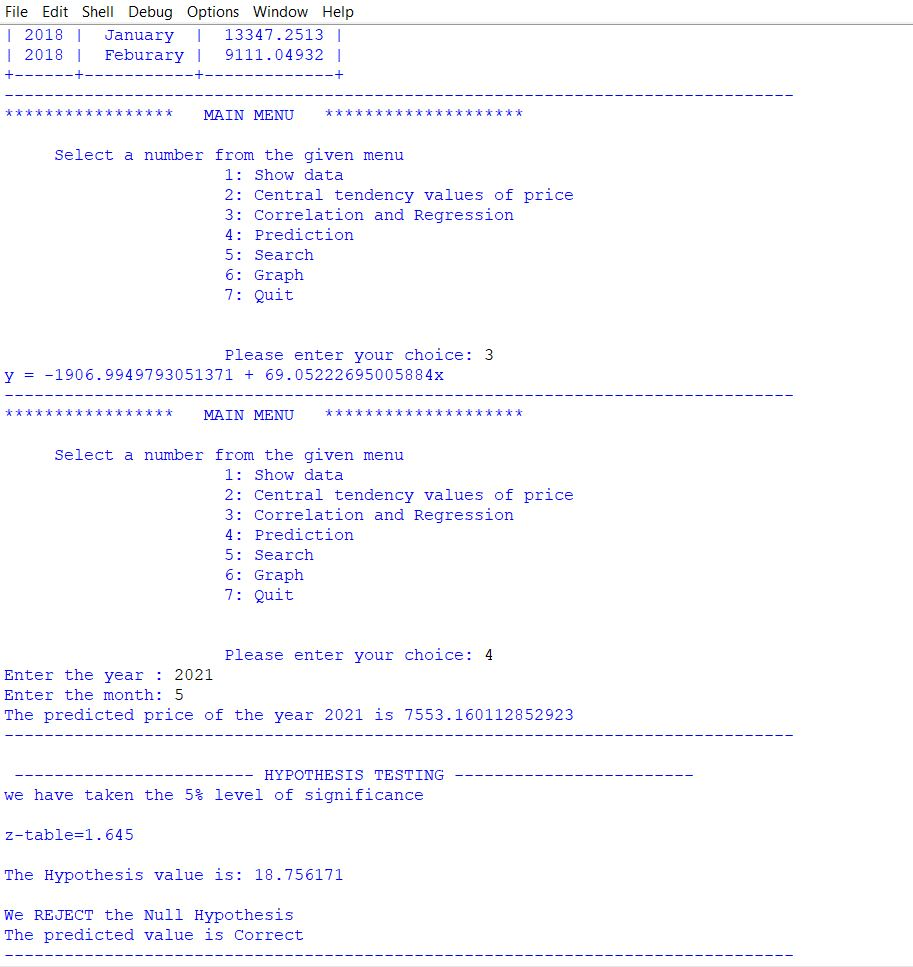 File Edit Shell Debug Options Window Help
| 2018 |  January  |  13347.2513 |
| 2018 |  Feburary |  9111.04932 |
+------+-----------+-------------+
-------------------------------------------------------------------------------
*****************   MAIN MENU   ********************
Select a number from the given menu
1: Show data
2: Central tendency values of price
3: Correlation and Regression
4: Prediction
5: Search
6: Graph
7: Quit
Please enter your choice: 3
y = -1906.9949793051371 + 69.05222695005884x
-------------------------------------------------------------------------------
*****************   MAIN MENU   ********************
Select a number from the given menu
1: Show data
2: Central tendency values of price
3: Correlation and Regression
4: Prediction
5: Search
6: Graph
7: Quit
Please enter your choice: 4
Enter the year : 2021
Enter the month: 5
The predicted price of the year 2021 is 7553.160112852923
-------------------------------------------------------------------------------
------------------------ HYPOTHESIS TESTING ------------------------
we have taken the 5% level of significance
z-table=1.645
The Hypothesis value is: 18.756171
We REJECT the Null Hypothesis
The predicted value is Correct
-------------------------------------------------------------------------------